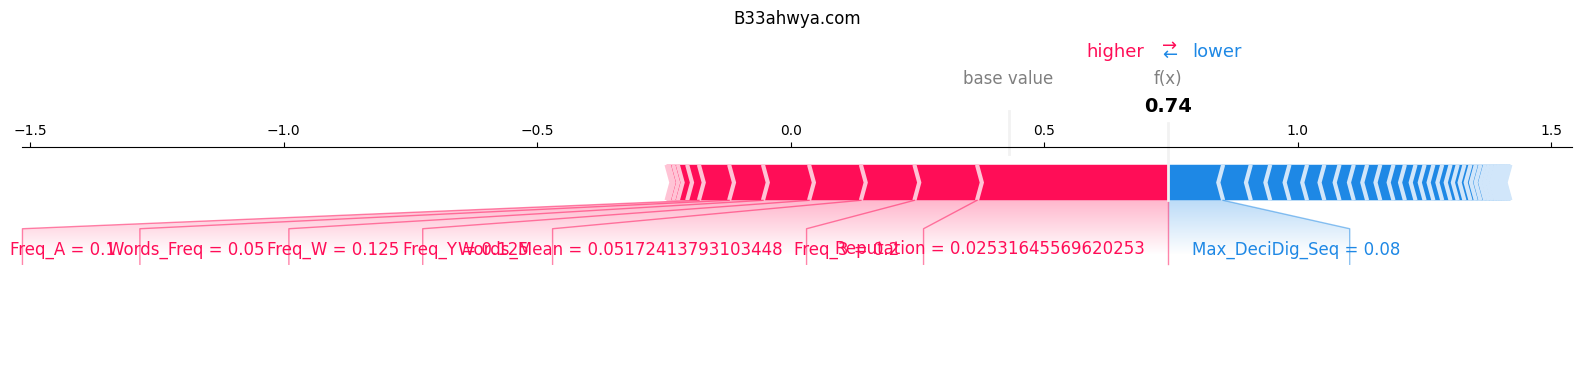 B33ahwya.com
higher ⇄ lower
base value f(x)
0.74
−1.5 −1.0 −0.5 0.0 0.5 1.0 1.5
Freq_A = 0.1 Words_Freq = 0.05 Freq_W = 0.125 Freq_Y = 0.125 Words_Mean = 0.05172413793103448 Freq_3 = 0.2 Reputation = 0.02531645569620253 Max_DeciDig_Seq = 0.08